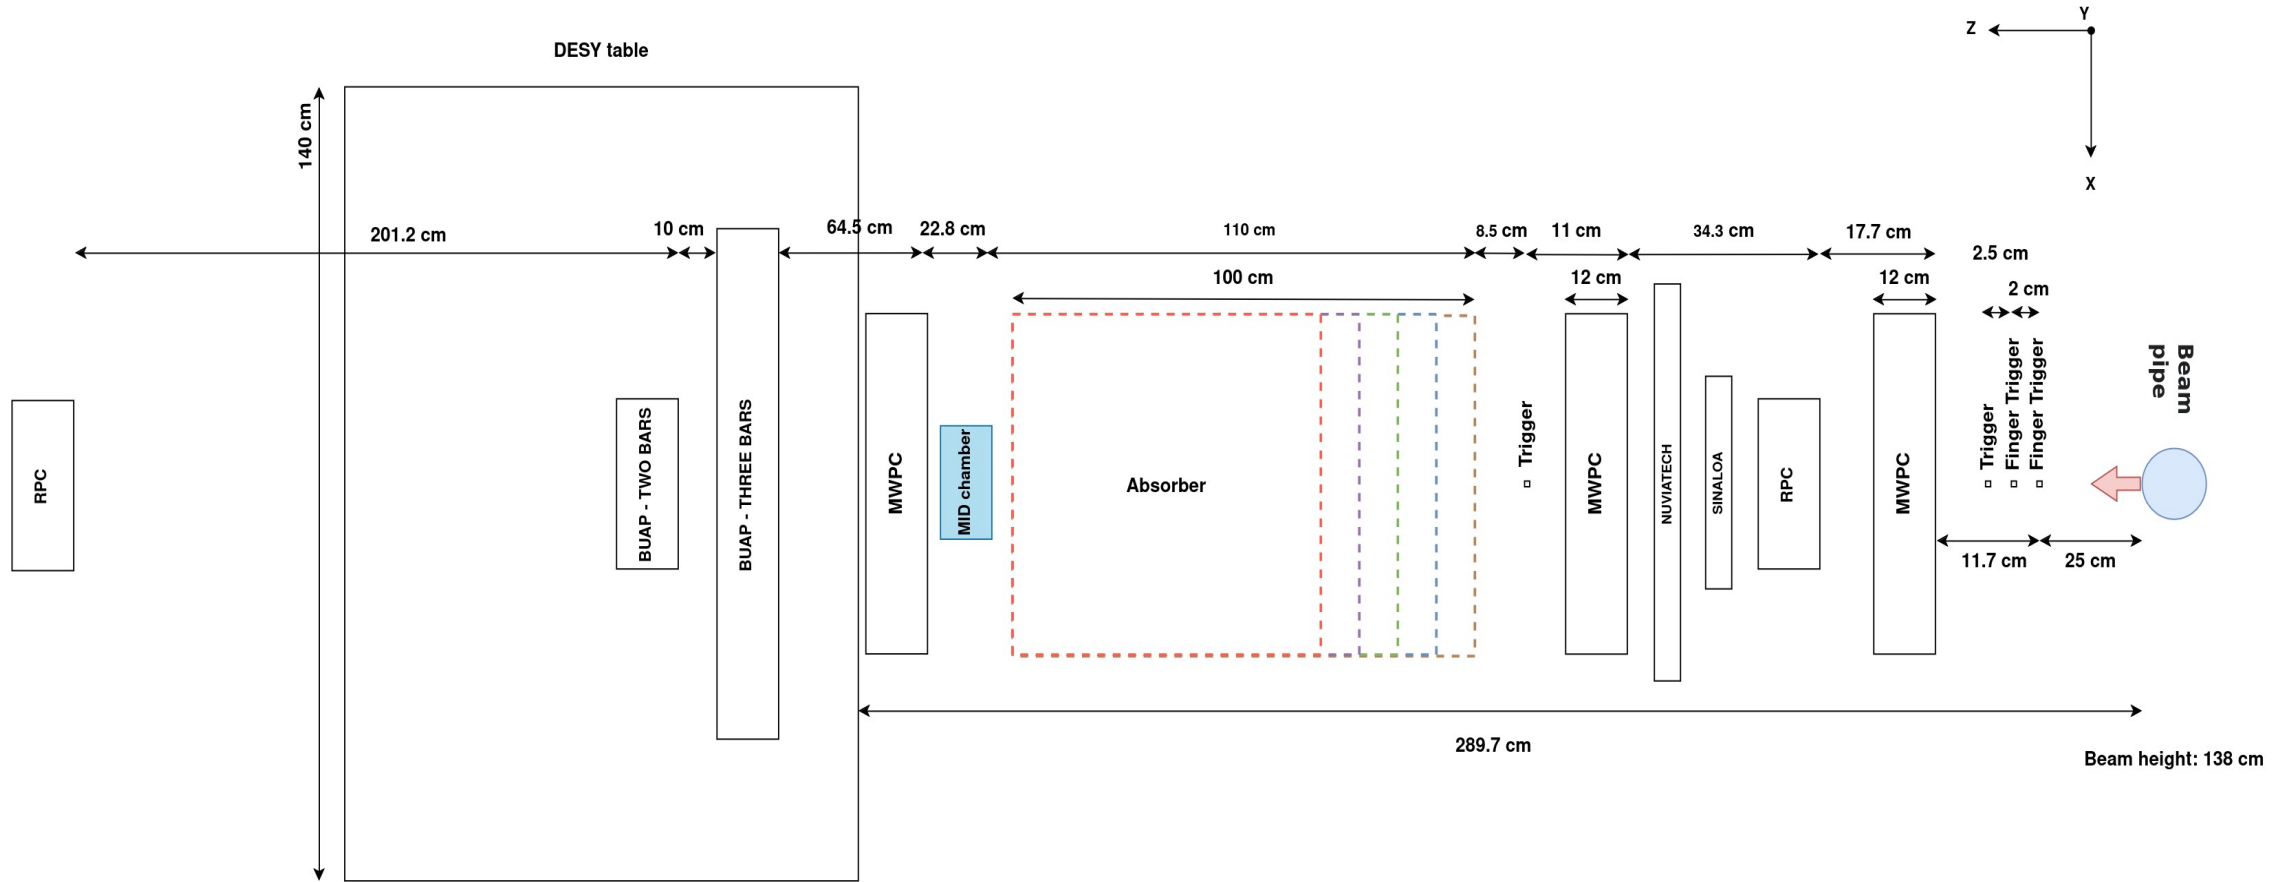 Y
Z
X
DESY table
140 cm
201.2 cm
10 cm
64.5 cm
22.8 cm
110 cm
8.5 cm
11 cm
34.3 cm
17.7 cm
2.5 cm
100 cm
12 cm
12 cm
2 cm
RPC
BUAP - TWO BARS
BUAP - THREE BARS
MWPC
MID chamber
Absorber
Trigger
MWPC
NUVIATECH
SINALOA
RPC
MWPC
Trigger
Finger Trigger
Finger Trigger
Beam
pipe
11.7 cm
25 cm
289.7 cm
Beam height: 138 cm